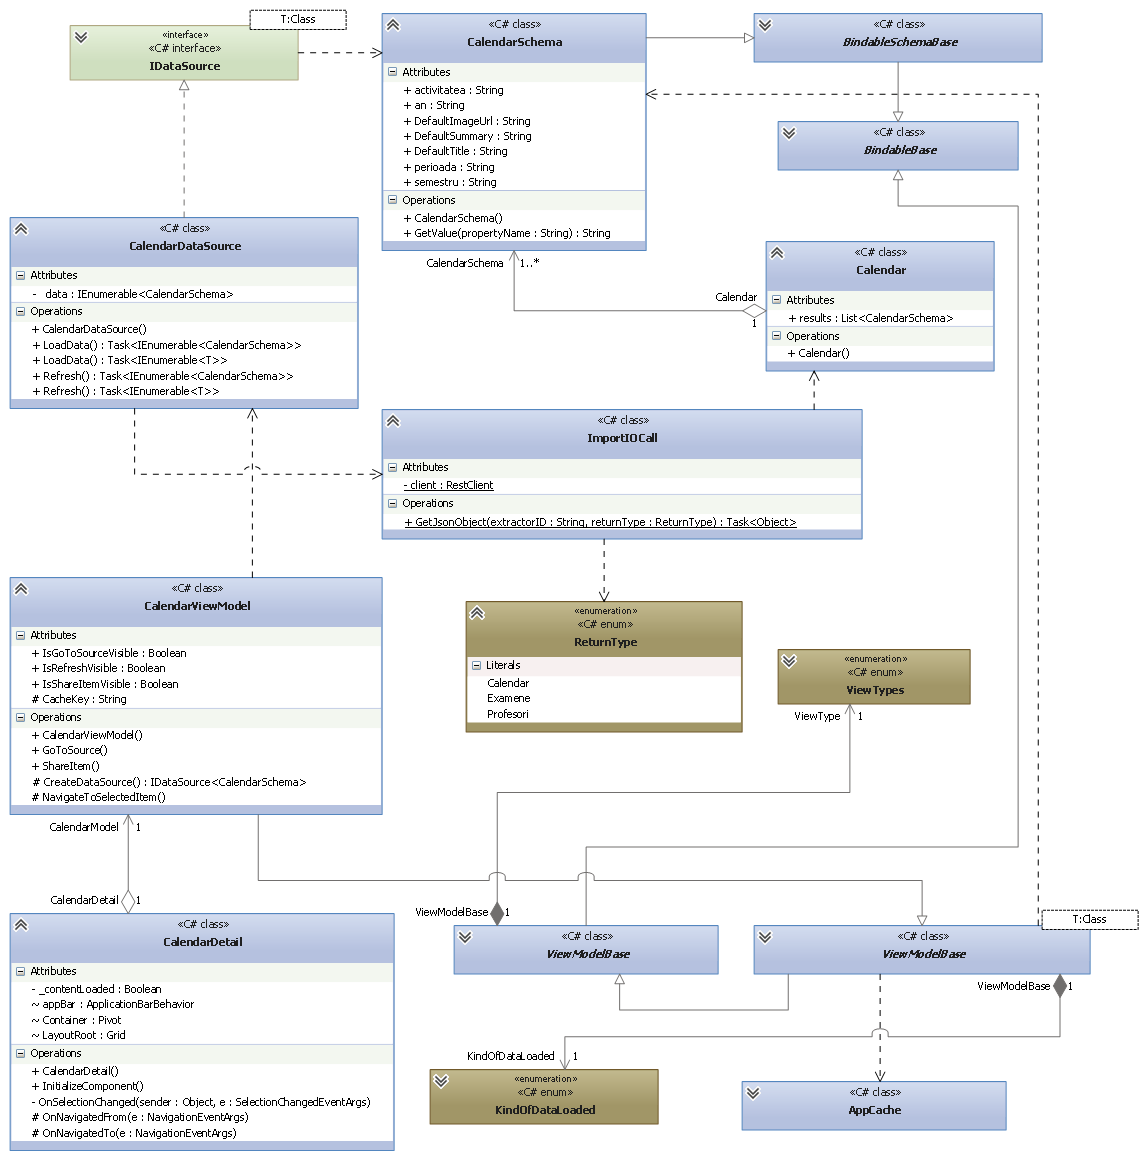 T:Class
«interface»
«C# interface»
IDataSource
«C# class»
CalendarSchema
Attributes
+ activitatea : String
+ an : String
+ DefaultImageUrl : String
+ DefaultSummary : String
+ DefaultTitle : String
+ perioada : String
+ semestru : String
Operations
+ CalendarSchema()
+ GetValue(propertyName : String) : String
«C# class»
BindableSchemaBase
«C# class»
BindableBase
«C# class»
CalendarDataSource
Attributes
- _data : IEnumerable<CalendarSchema>
Operations
+ CalendarDataSource()
+ LoadData() : Task<IEnumerable<CalendarSchema>>
+ LoadData() : Task<IEnumerable<T>>
+ Refresh() : Task<IEnumerable<CalendarSchema>>
+ Refresh() : Task<IEnumerable<T>>
CalendarSchema 1..*
Calendar
1
«C# class»
Calendar
Attributes
+ results : List<CalendarSchema>
Operations
+ Calendar()
«C# class»
ImportIOCall
Attributes
- client : RestClient
Operations
+ GetJsonObject(extractorID : String, returnType : ReturnType) : Task<Object>
«C# class»
CalendarViewModel
Attributes
+ IsGoToSourceVisible : Boolean
+ IsRefreshVisible : Boolean
+ IsShareItemVisible : Boolean
# CacheKey : String
Operations
+ CalendarViewModel()
+ GoToSource()
+ ShareItem()
# CreateDataSource() : IDataSource<CalendarSchema>
# NavigateToSelectedItem()
«enumeration»
«C# enum»
ReturnType
Literals
Calendar
Examene
Profesori
«enumeration»
«C# enum»
ViewTypes
ViewType 1
CalendarModel 1
CalendarDetail 1
«C# class»
CalendarDetail
Attributes
- _contentLoaded : Boolean
~ appBar : ApplicationBarBehavior
~ Container : Pivot
~ LayoutRoot : Grid
Operations
+ CalendarDetail()
+ InitializeComponent()
- OnSelectionChanged(sender : Object, e : SelectionChangedEventArgs)
# OnNavigatedFrom(e : NavigationEventArgs)
# OnNavigatedTo(e : NavigationEventArgs)
ViewModelBase 1
«C# class»
ViewModelBase
T:Class
«C# class»
ViewModelBase
ViewModelBase 1
KindOfDataLoaded 1
«enumeration»
«C# enum»
KindOfDataLoaded
«C# class»
AppCache